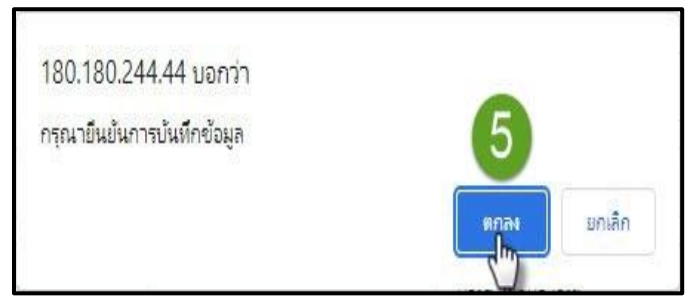 180.180.244.44 บอกว่า
กรุณายืนยันการบันทึกข้อมูล
5
ตกลง
ยกเลิก